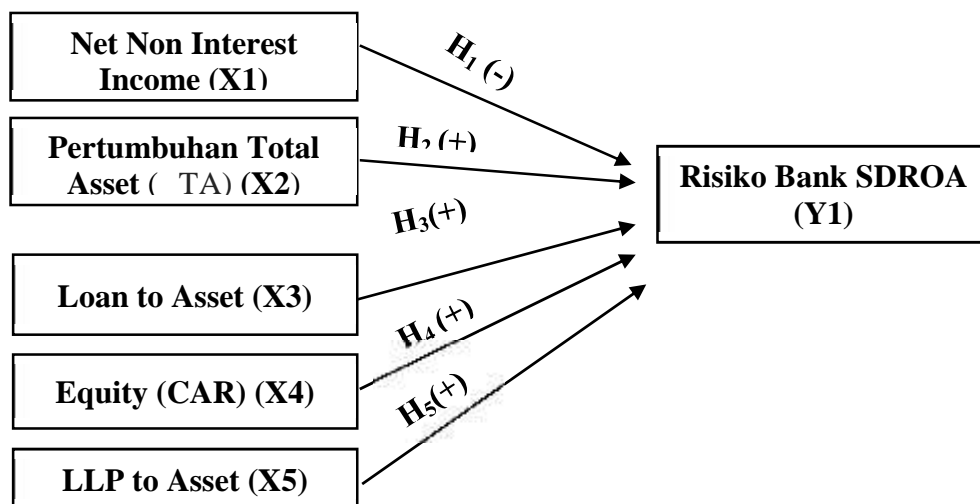 Net Non Interest
Income (X1)
H1 (-)
Pertumbuhan Total
Asset ( TA) (X2)
H2 (+)
Risiko Bank SDROA
(Y1)
H3(+)
Loan to Asset (X3)
H4 (+)
Equity (CAR) (X4)
H5(+)
LLP to Asset (X5)